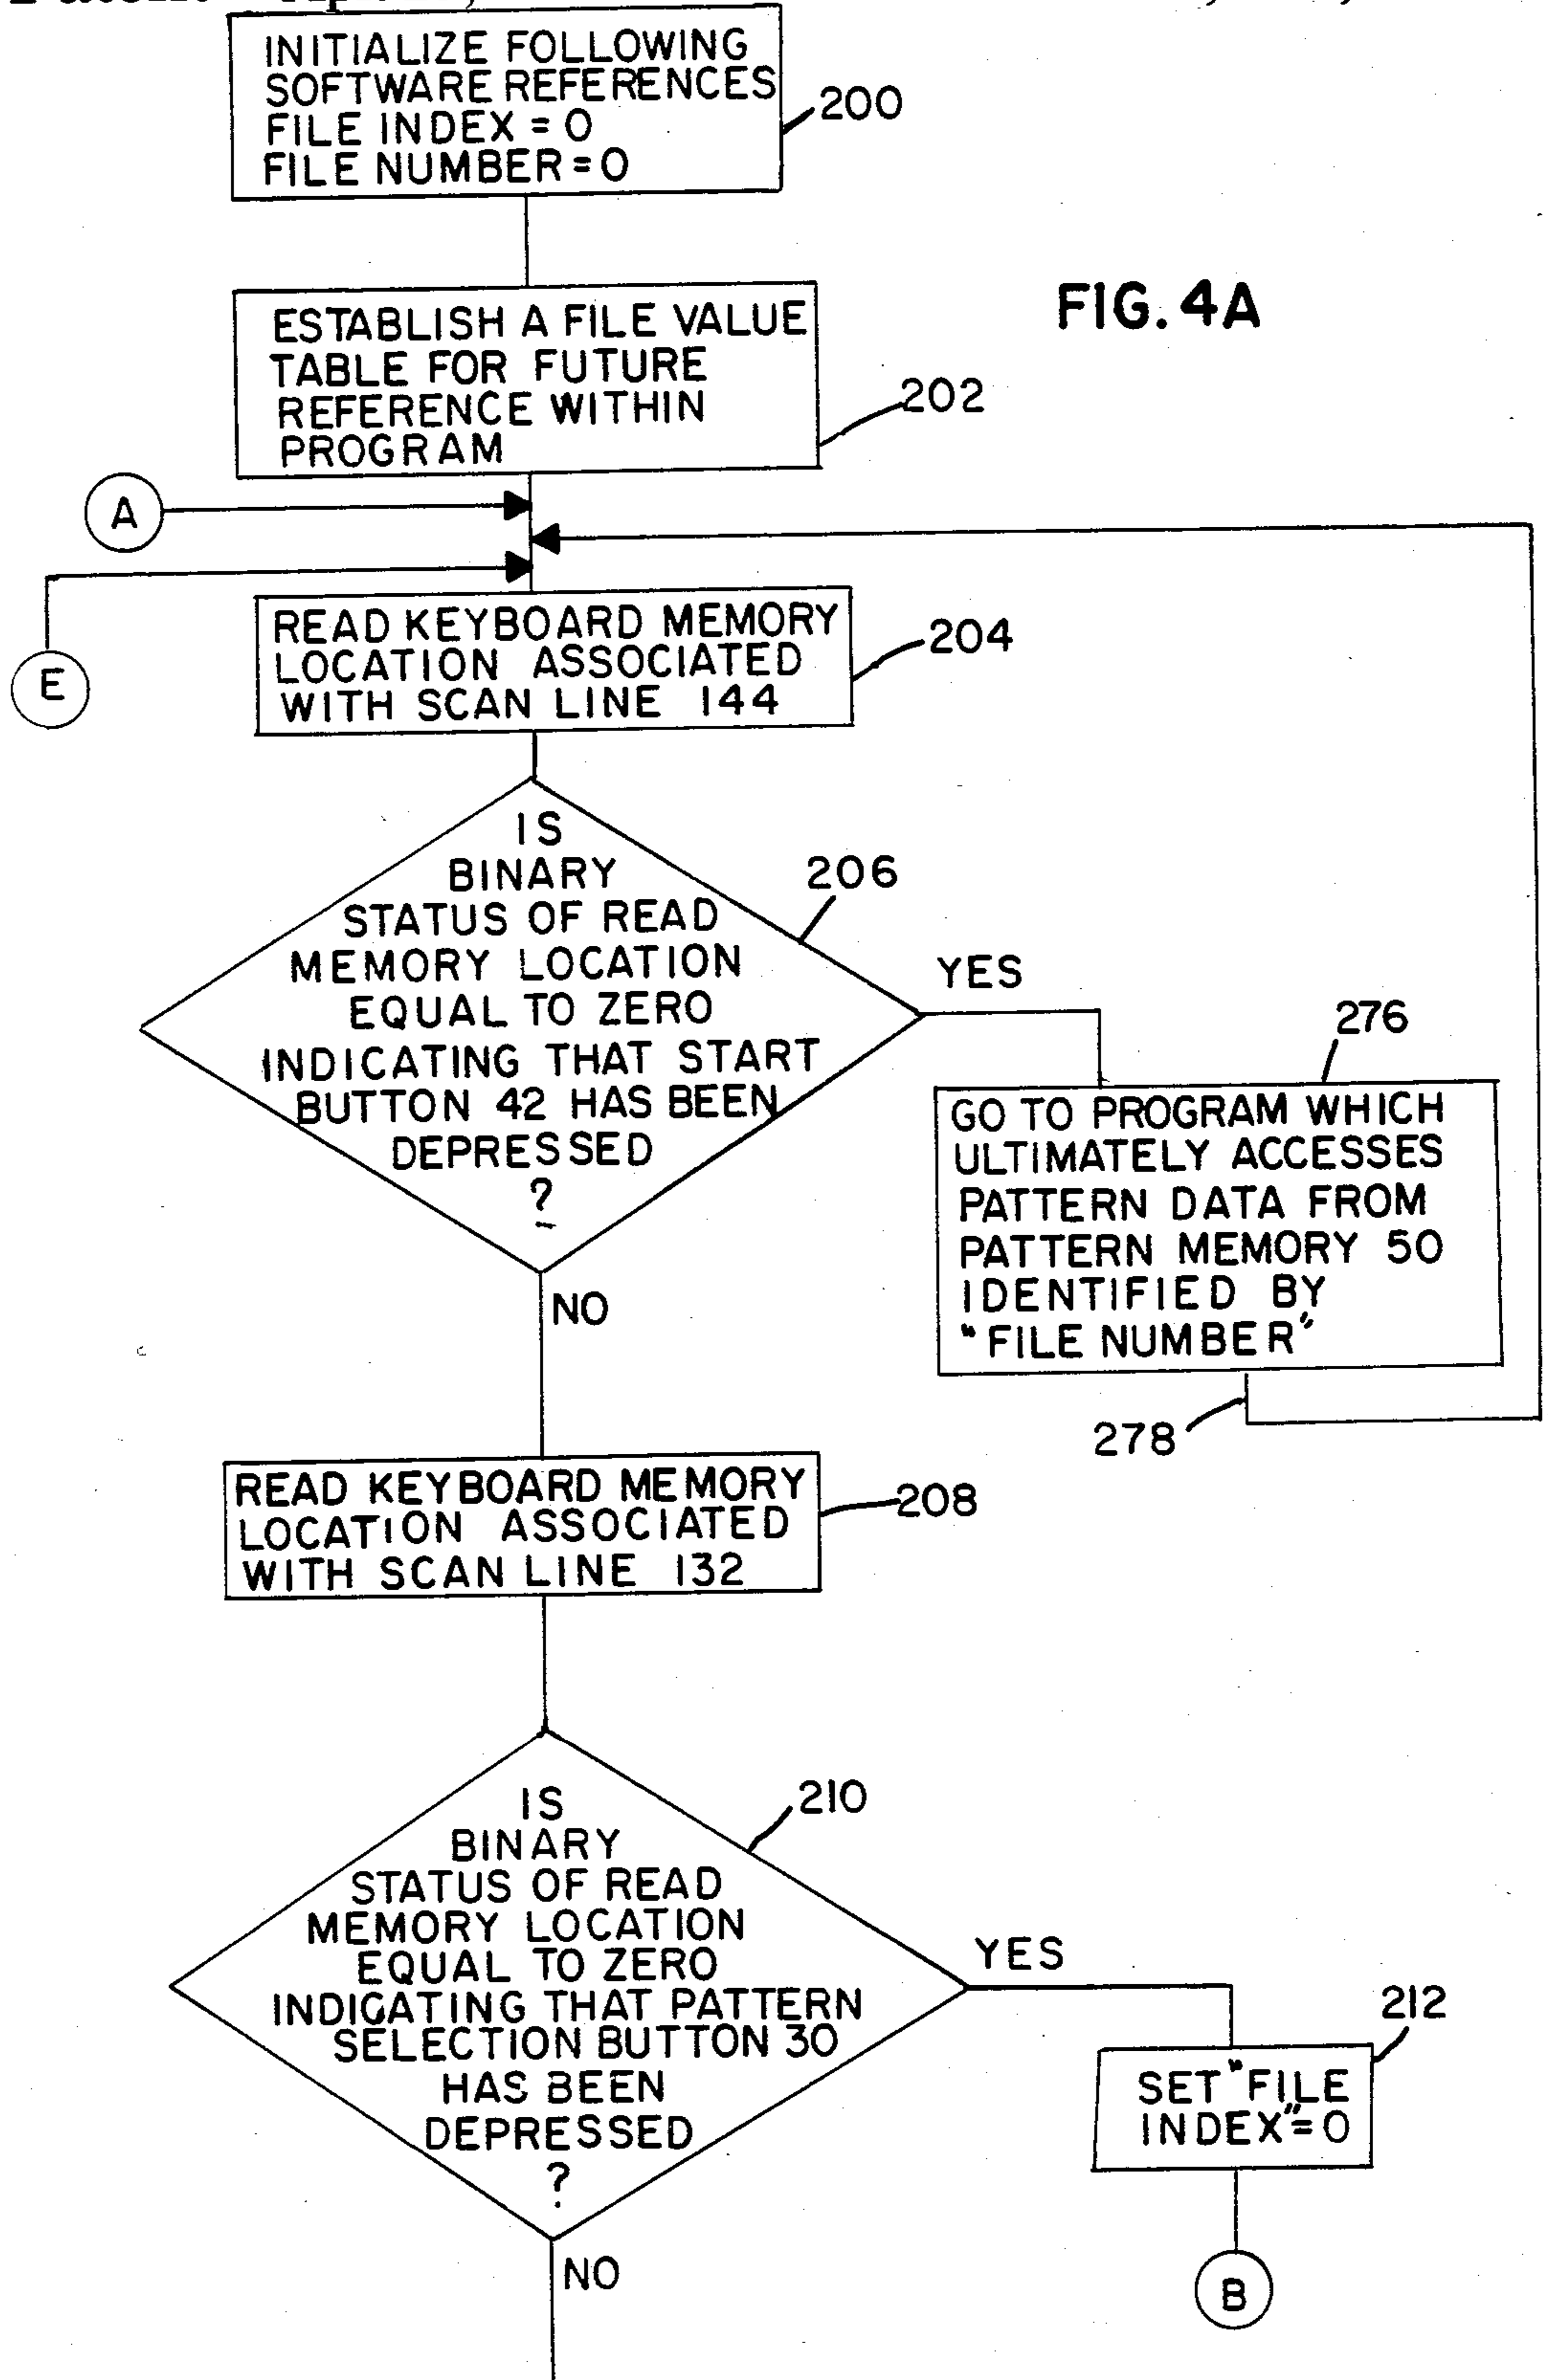 INITIALIZE FOLLOWING
SOFTWARE REFERENCES
FILE INDEX = 0
FILE NUMBER = 0
200
FIG. 4A
ESTABLISH A FILE VALUE
TABLE FOR FUTURE
REFERENCE WITHIN
PROGRAM
202
A
E
READ KEYBOARD MEMORY
LOCATION ASSOCIATED
WITH SCAN LINE 144
204
IS
BINARY
STATUS OF READ
MEMORY LOCATION
EQUAL TO ZERO
INDICATING THAT START
BUTTON 42 HAS BEEN
DEPRESSED
?
206
YES
NO
276
GO TO PROGRAM WHICH
ULTIMATELY ACCESSES
PATTERN DATA FROM
PATTERN MEMORY 50
IDENTIFIED BY
"FILE NUMBER"
278
READ KEYBOARD MEMORY
LOCATION ASSOCIATED
WITH SCAN LINE 132
208
IS
BINARY
STATUS OF READ
MEMORY LOCATION
EQUAL TO ZERO
INDICATING THAT PATTERN
SELECTION BUTTON 30
HAS BEEN
DEPRESSED
?
210
YES
NO
212
SET "FILE
INDEX"= 0
B